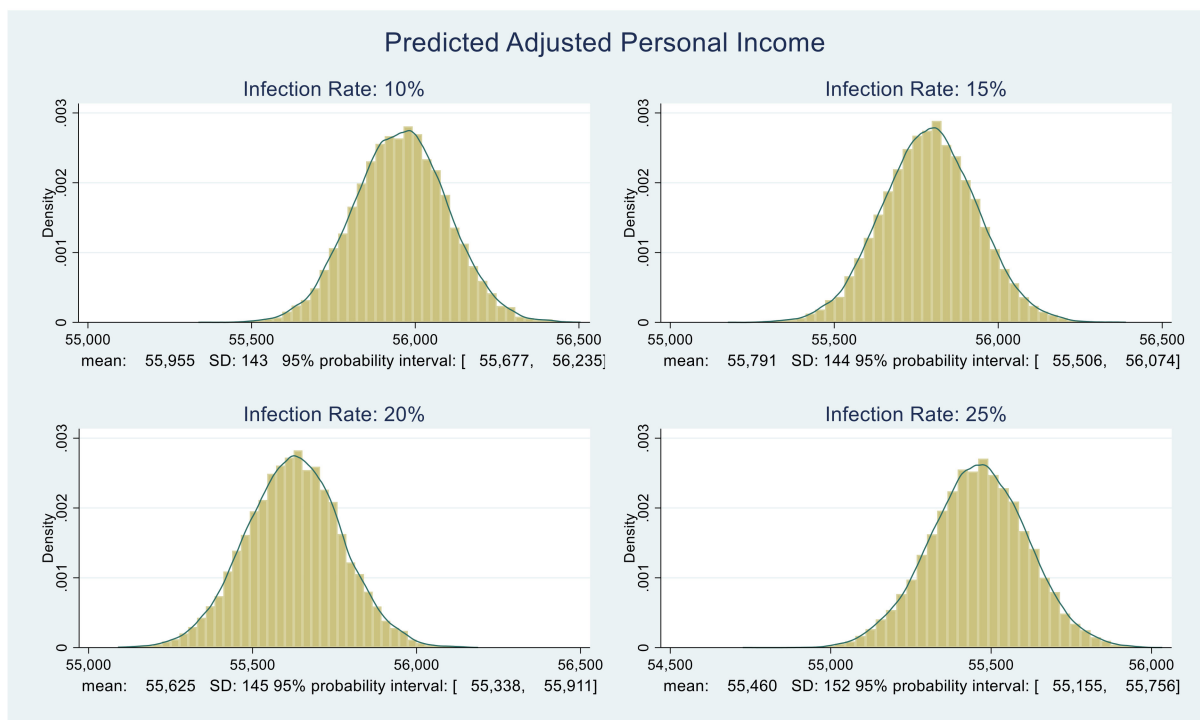 Predicted Adjusted Personal Income
Infection Rate: 10%
Density
0
.001
.002
.003
55,000
55,500
56,000
56,500
mean: 55,955 SD: 143 95% probability interval: [ 55,677, 56,235]
Infection Rate: 15%
Density
0
.001
.002
.003
55,000
55,500
56,000
56,500
mean: 55,791 SD: 144 95% probability interval: [ 55,506, 56,074]
Infection Rate: 20%
Density
0
.001
.002
.003
55,000
55,500
56,000
56,500
mean: 55,625 SD: 145 95% probability interval: [ 55,338, 55,911]
Infection Rate: 25%
Density
0
.001
.002
.003
54,500
55,000
55,500
56,000
mean: 55,460 SD: 152 95% probability interval: [ 55,155, 55,756]